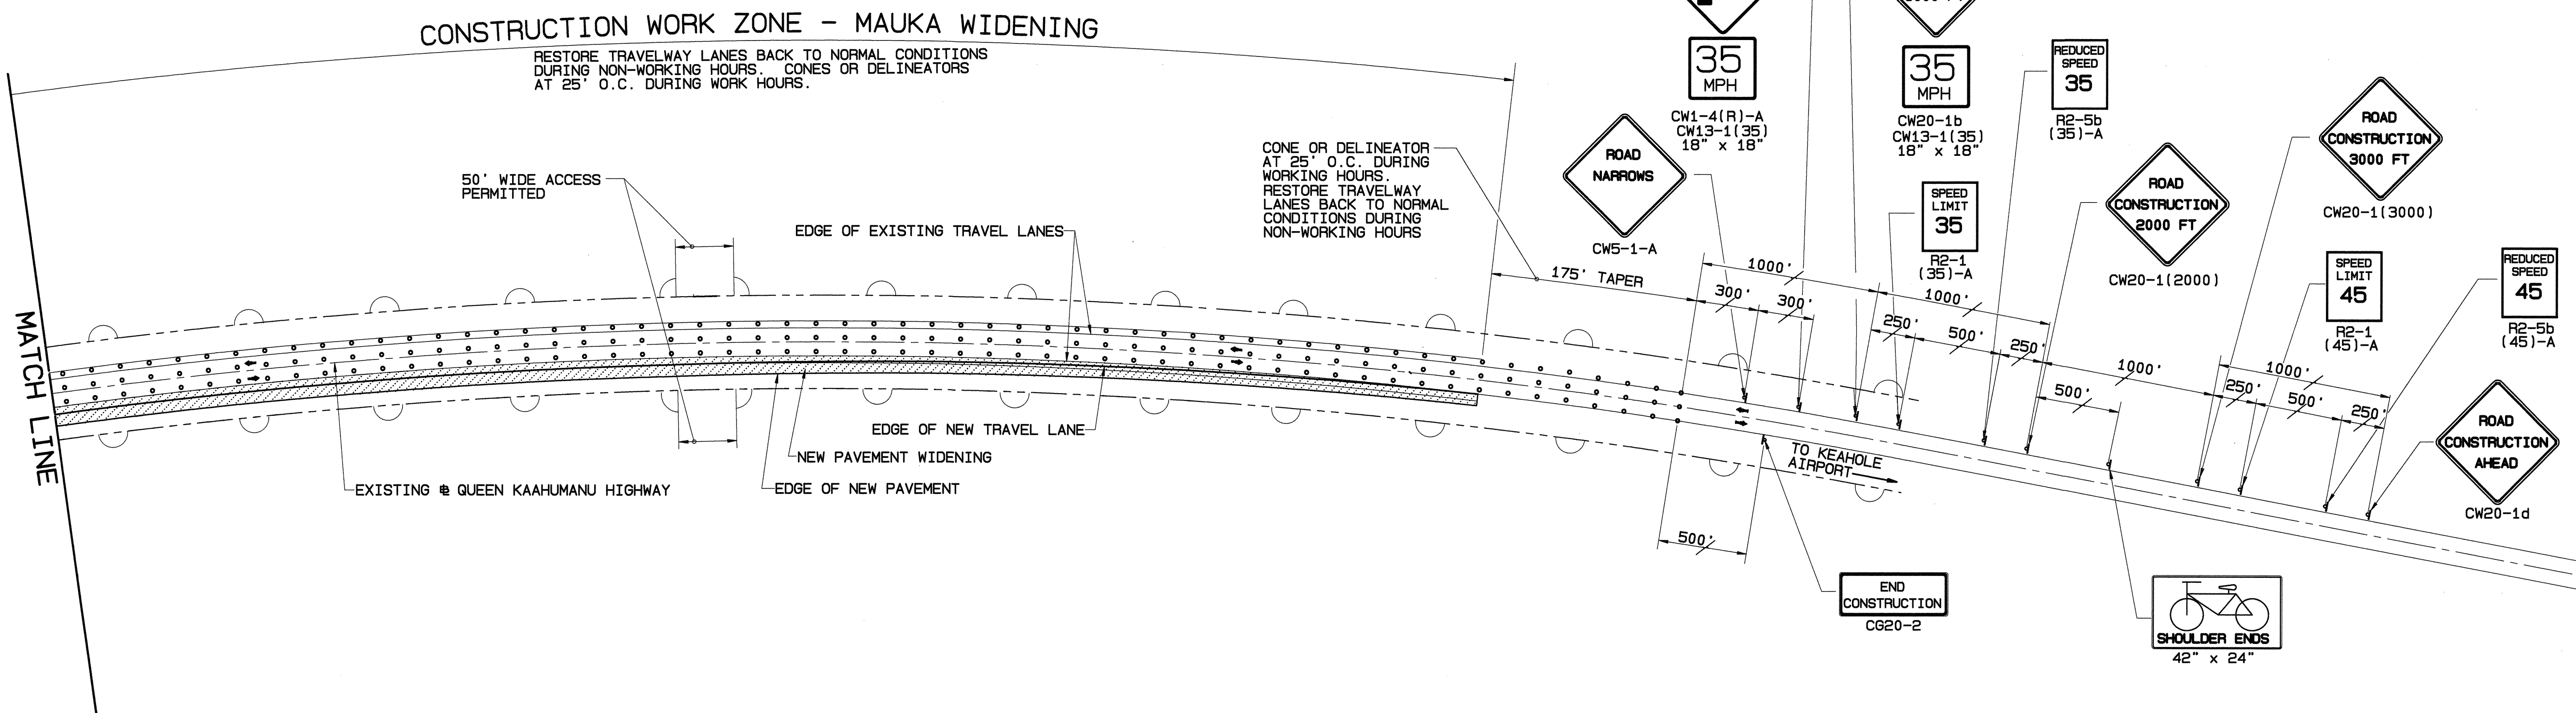 CONSTRUCTION WORK ZONE - MAUKA WIDENING
RESTORE TRAVELWAY LANES BACK TO NORMAL CONDITIONS
DURING NON-WORKING HOURS. CONES OR DELINEATORS
AT 25' O.C. DURING WORK HOURS.
MATCH LINE
50' WIDE ACCESS
PERMITTED
EDGE OF EXISTING TRAVEL LANES
EDGE OF NEW TRAVEL LANE
NEW PAVEMENT WIDENING
EDGE OF NEW PAVEMENT
EXISTING ℄ QUEEN KAAHUMANU HIGHWAY
CONE OR DELINEATOR
AT 25' O.C. DURING
WORKING HOURS.
RESTORE TRAVELWAY
LANES BACK TO NORMAL
CONDITIONS DURING
NON-WORKING HOURS
175' TAPER
ROAD
NARROWS
CW5-1-A
35
MPH
CW1-4(R)-A
CW13-1(35)
18" x 18"
35
MPH
CW20-1b
CW13-1(35)
18" x 18"
REDUCED
SPEED
35
R2-5b
(35)-A
SPEED
LIMIT
35
R2-1
(35)-A
ROAD
CONSTRUCTION
2000 FT
CW20-1(2000)
ROAD
CONSTRUCTION
3000 FT
CW20-1(3000)
SPEED
LIMIT
45
R2-1
(45)-A
REDUCED
SPEED
45
R2-5b
(45)-A
ROAD
CONSTRUCTION
AHEAD
CW20-1d
1000'
300'
300'
1000'
250'
500'
250'
1000'
500'
1000'
250'
500'
250'
TO KEAHOLE
AIRPORT
500'
END
CONSTRUCTION
CG20-2
SHOULDER ENDS
42" x 24"